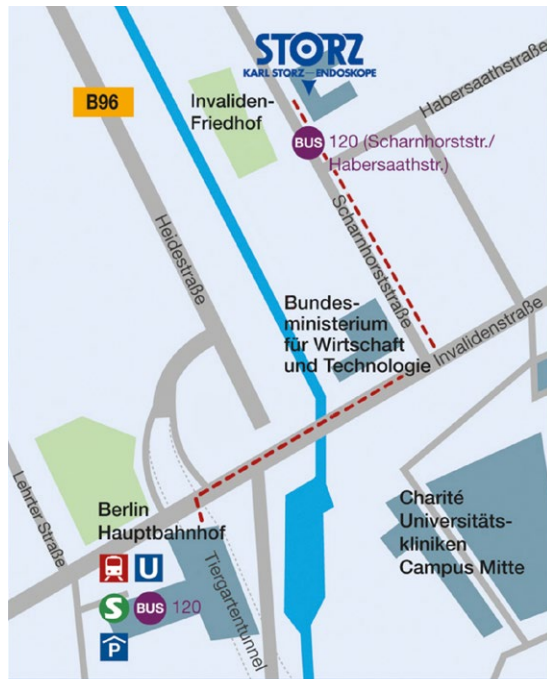 STORZ
KARL STORZ—ENDOSKOPE
B96
Invaliden-
Friedhof
Habersaathstraße
BUS 120 (Scharnhorststr./
Habersaathstr.)
Scharnhorststraße
Heidestraße
Bundes-
ministerium
für Wirtschaft
und Technologie
Invalidenstraße
Lehrter Straße
Berlin
Hauptbahnhof
U
S BUS 120
P
Tiergartentunnel
Charité
Universitäts-
kliniken
Campus Mitte